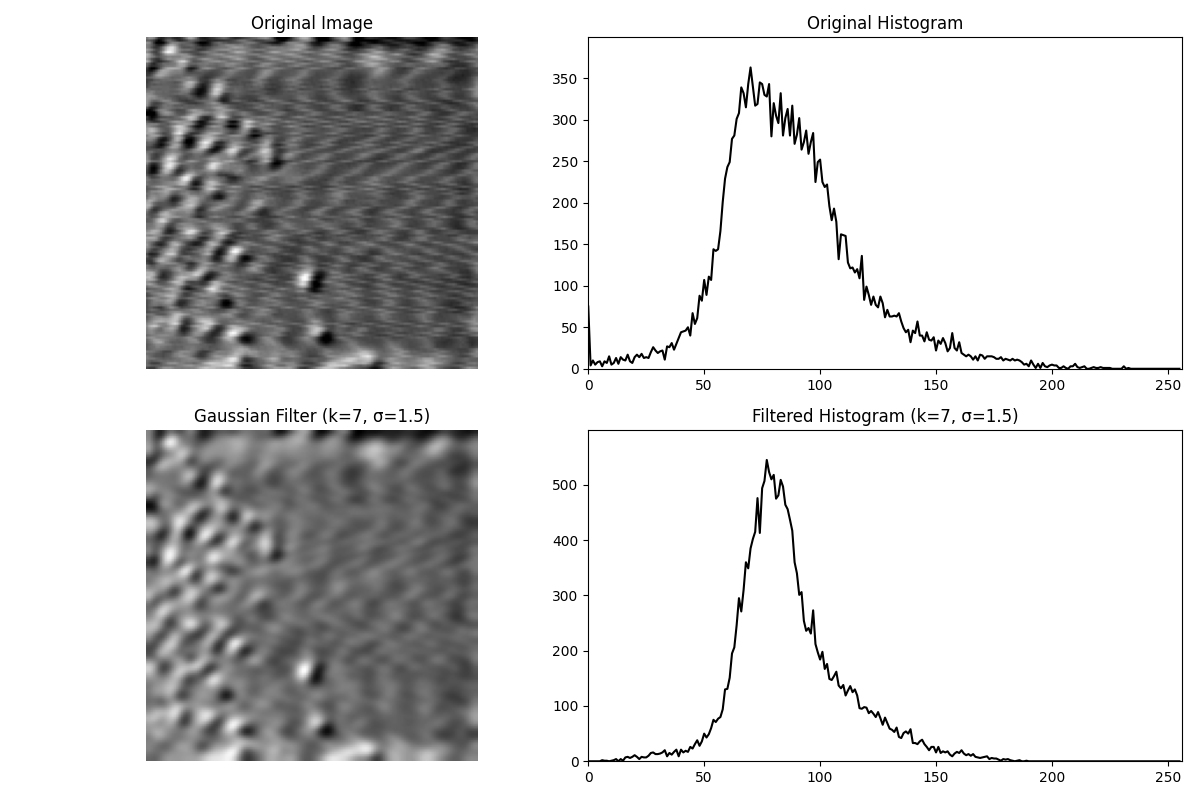 Original Image
Original Histogram
350
300
250
200
150
100
50
0
0 50 100 150 200 250
Gaussian Filter (k=7, σ=1.5)
Filtered Histogram (k=7, σ=1.5)
500
400
300
200
100
0
0 50 100 150 200 250